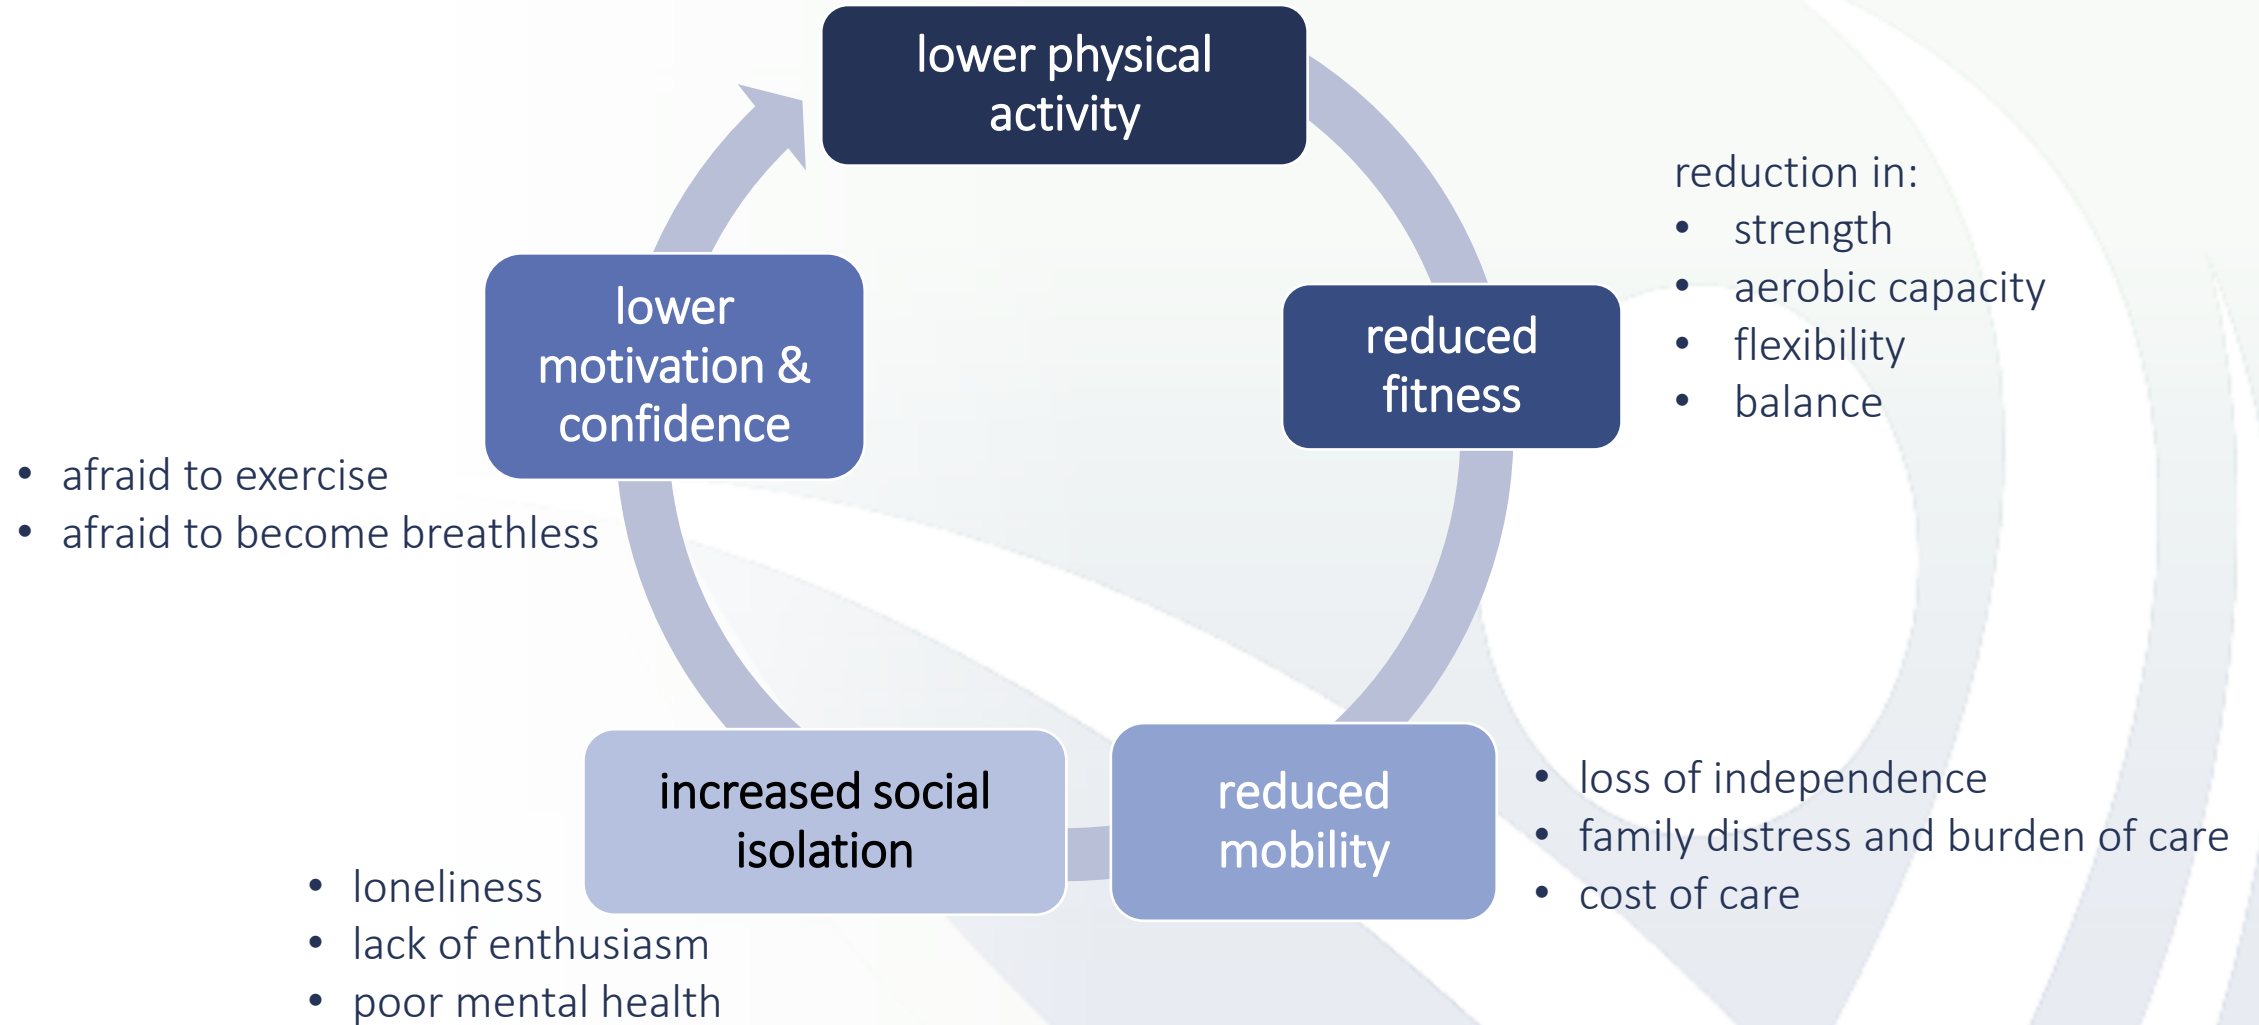 lower physical
activity
reduction in:
• strength
• aerobic capacity
• flexibility
• balance
reduced
fitness
lower
motivation &
confidence
• afraid to exercise
• afraid to become breathless
reduced
mobility
• loss of independence
• family distress and burden of care
• cost of care
increased social
isolation
• loneliness
• lack of enthusiasm
• poor mental health